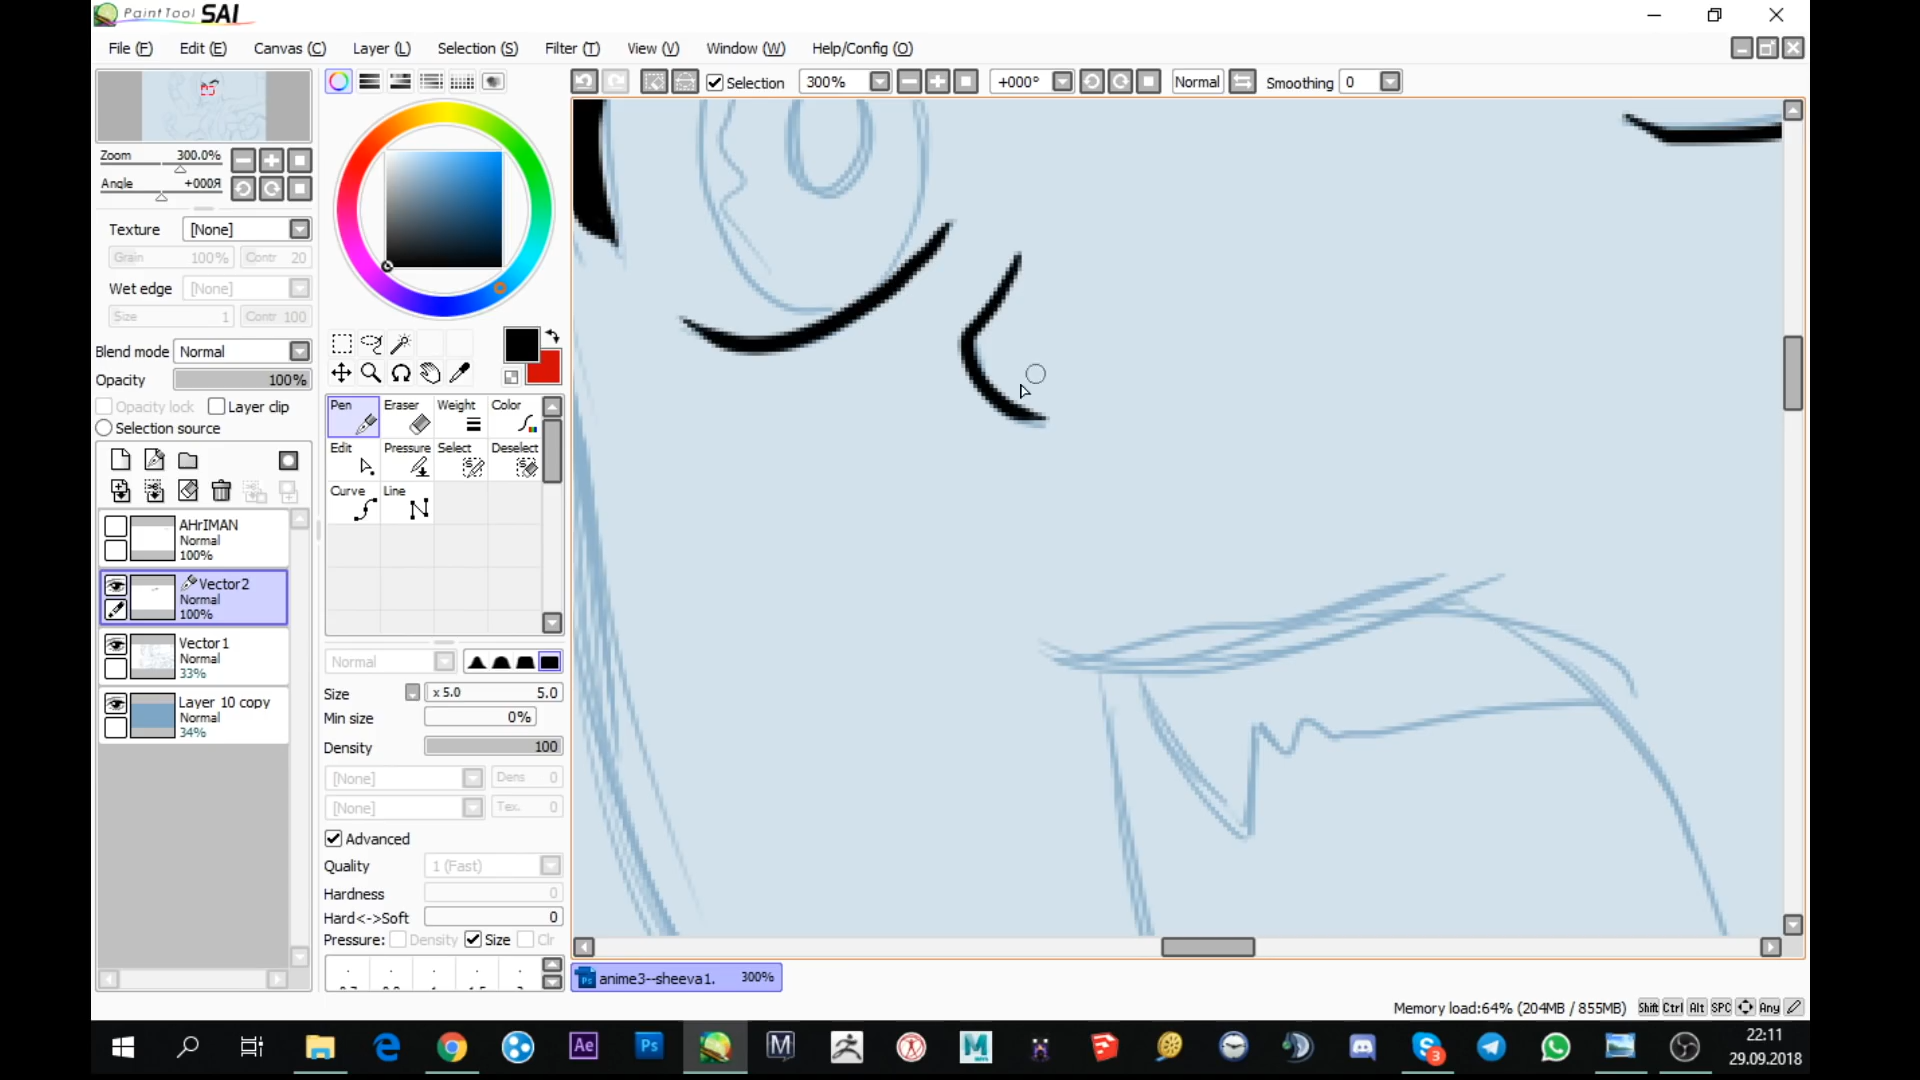 PaintTool SAI
File (F) Edit (E) Canvas (C) Layer (L) Selection (S) Filter (T) View (V) Window (W) Help/Config (O)
Selection 300% +000° Normal Smoothing 0
Zoom 300.0%
Angle +000Я
Texture [None]
Grain 100% Contr 20
Wet edge [None]
Size 1 Contr 100
Blend mode Normal
Opacity 100%
Opacity lock Layer clip
Selection source
AHrIMAN
Normal
100%
Vector2
Normal
100%
Vector1
Normal
33%
Layer 10 copy
Normal
34%
Pen Eraser Weight Color
Edit Pressure Select Deselect
Curve Line
Normal
Size x 5.0 5.0
Min size 0%
Density 100
[None] Dens 0
[None] Tex. 0
Advanced
Quality 1 (Fast)
Hardness 0
Hard<->Soft 0
Pressure: Density Size Clr
anime3--sheeva1. 300%
Memory load:64% (204MB / 855MB) Shift Ctrl Alt SPC Any
Ae Ps M M S 3
22:11
29.09.2018